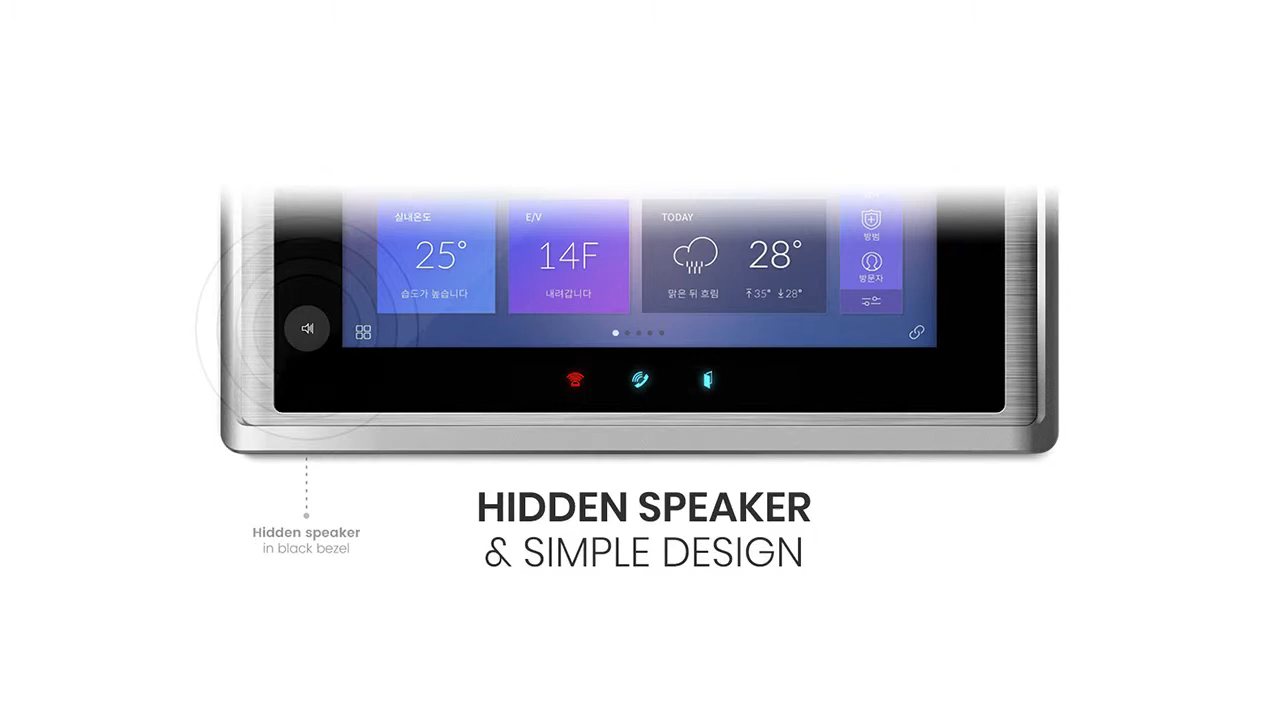 실내온도
25°
습도가 높습니다
E/V
14F
내려갑니다
TODAY
28°
맑은 뒤 흐림
35° 28°
방범
방문자
HIDDEN SPEAKER
& SIMPLE DESIGN
Hidden speaker
in black bezel